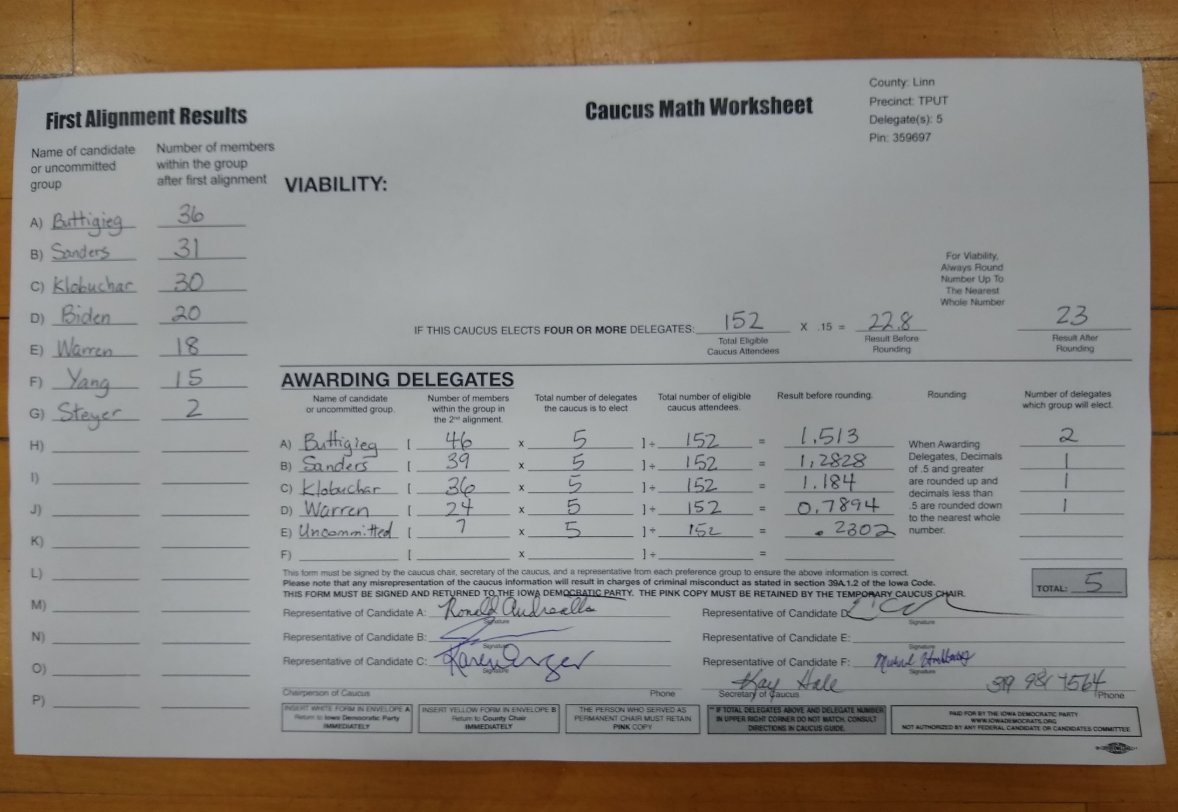 First Alignment Results
Caucus Math Worksheet
County: Linn
Precinct: TPUT
Delegate(s): 5
Pin: 359697
Name of candidate or uncommitted group
Number of members within the group after first alignment
A) Buttigieg 36
B) Sanders 31
C) Klobuchar 30
D) Biden 20
E) Warren 18
F) Yang 15
G) Steyer 2
H)
I)
J)
K)
L)
M)
N)
O)
P)
VIABILITY:
For Viability,
Always Round
Number Up To
The Nearest
Whole Number
IF THIS CAUCUS ELECTS FOUR OR MORE DELEGATES: 152 X .15 = 22.8 23
Total Eligible Caucus Attendees
Result Before Rounding
Result After Rounding
AWARDING DELEGATES
Name of candidate or uncommitted group.
Number of members within the group in the 2nd alignment.
Total number of delegates the caucus is to elect
Total number of eligible caucus attendees.
Result before rounding.
Rounding
Number of delegates which group will elect.
A) Buttigieg [ 46 x 5 ] ÷ 152 = 1.513 2
B) Sanders [ 39 x 5 ] ÷ 152 = 1,2828 1
C) Klobuchar [ 36 x 5 ] ÷ 152 = 1.184 1
D) Warren [ 24 x 5 ] ÷ 152 = 0.7894 1
E) Uncommitted [ 7 x 5 ] ÷ 152 = .2302
F) [ x ] ÷ =
When Awarding
Delegates, Decimals
of .5 and greater
are rounded up and
decimals less than
.5 are rounded down
to the nearest whole
number.
This form must be signed by the caucus chair, secretary of the caucus, and a representative from each preference group to ensure the above information is correct.
Please note that any misrepresentation of the caucus information will result in charges of criminal misconduct as stated in section 39A.1.2 of the Iowa Code.
THIS FORM MUST BE SIGNED AND RETURNED TO THE IOWA DEMOCRATIC PARTY. THE PINK COPY MUST BE RETAINED BY THE TEMPORARY CAUCUS CHAIR.
TOTAL: 5
Representative of Candidate A: Ronald
Signature
Representative of Candidate D:
Signature
Representative of Candidate B:
Signature
Representative of Candidate E:
Signature
Representative of Candidate C: Karen
Signature
Representative of Candidate F:
Signature
Kay Hale 319 981 7564
Chairperson of Caucus Phone
Secretary of Caucus Phone
INSERT WHITE FORM IN ENVELOPE A
Return to Iowa Democratic Party
IMMEDIATELY
INSERT YELLOW FORM IN ENVELOPE B
Return to County Chair
IMMEDIATELY
THE PERSON WHO SERVED AS
PERMANENT CHAIR MUST RETAIN
PINK COPY
** IF TOTAL DELEGATES ABOVE AND DELEGATE NUMBER
IN UPPER RIGHT CORNER DO NOT MATCH, CONSULT
DIRECTIONS IN CAUCUS GUIDE.
PAID FOR BY THE IOWA DEMOCRATIC PARTY
WWW.IOWADEMOCRATS.ORG
NOT AUTHORIZED BY ANY FEDERAL CANDIDATE OR CANDIDATES COMMITTEE.